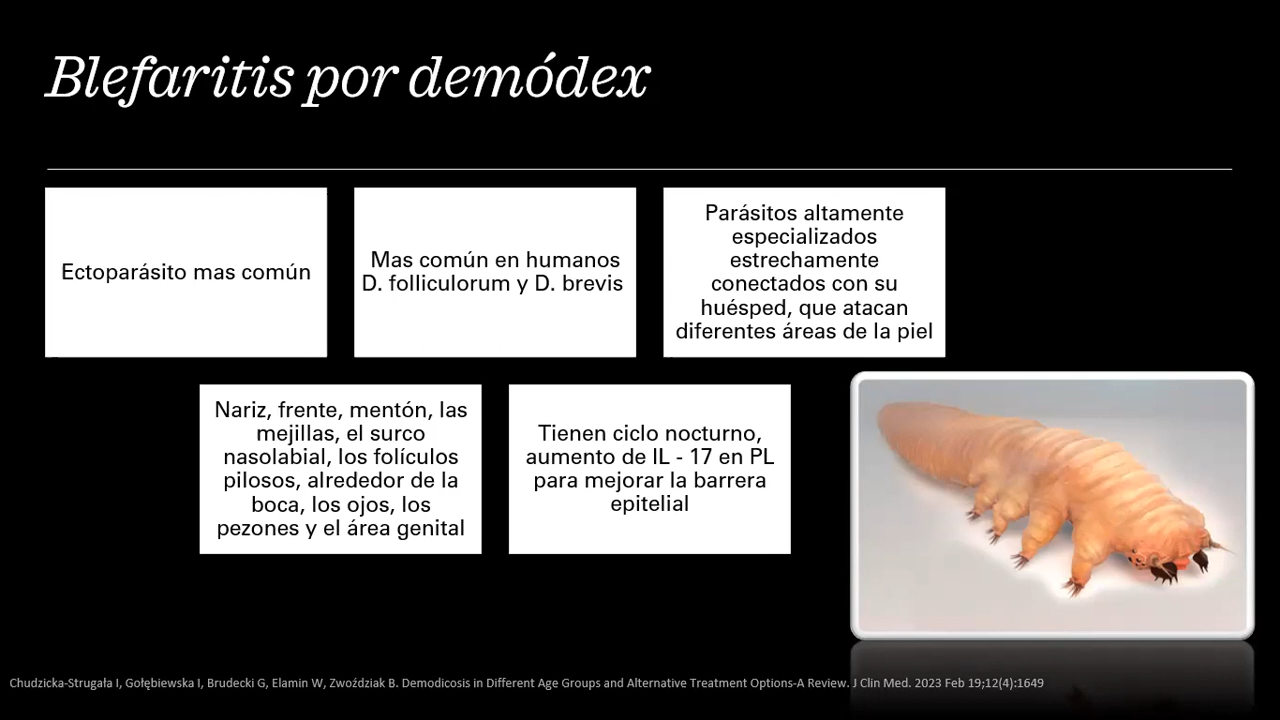 Blefaritis por demódex
Ectoparásito mas común
Mas común en humanos
D. folliculorum y D. brevis
Parásitos altamente
especializados
estrechamente
conectados con su
huésped, que atacan
diferentes áreas de la piel
Nariz, frente, mentón, las
mejillas, el surco
nasolabial, los folículos
pilosos, alrededor de la
boca, los ojos, los
pezones y el área genital
Tienen ciclo nocturno,
aumento de IL - 17 en PL
para mejorar la barrera
epitelial
Chudzicka-Strugała I, Gołębiewska I, Brudecki G, Elamin W, Zwoździak B. Demodicosis in Different Age Groups and Alternative Treatment Options-A Review. J Clin Med. 2023 Feb 19;12(4):1649